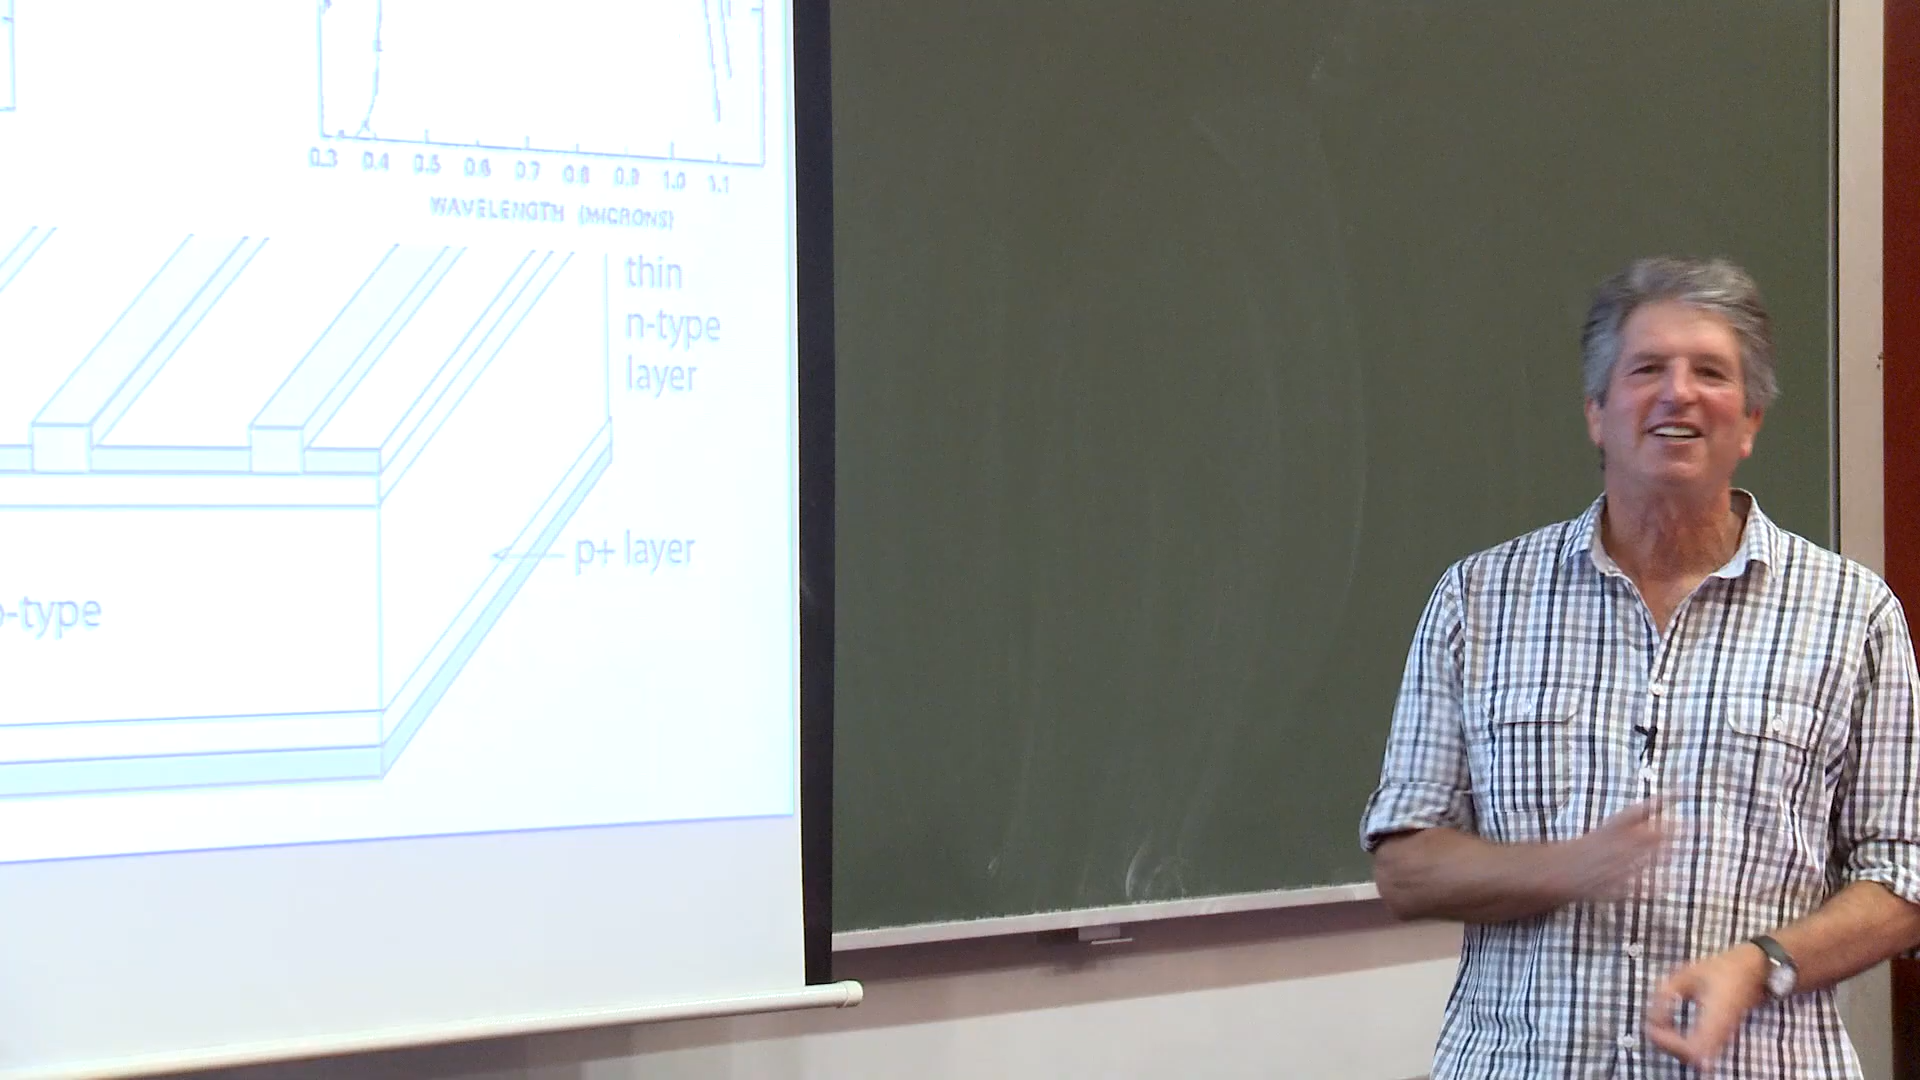 0.3 0.4 0.5 0.6 0.7 0.8 0.9 1.0 1.1
WAVELENGTH (MICRONS)
thin
n-type
layer
p+ layer
p-type